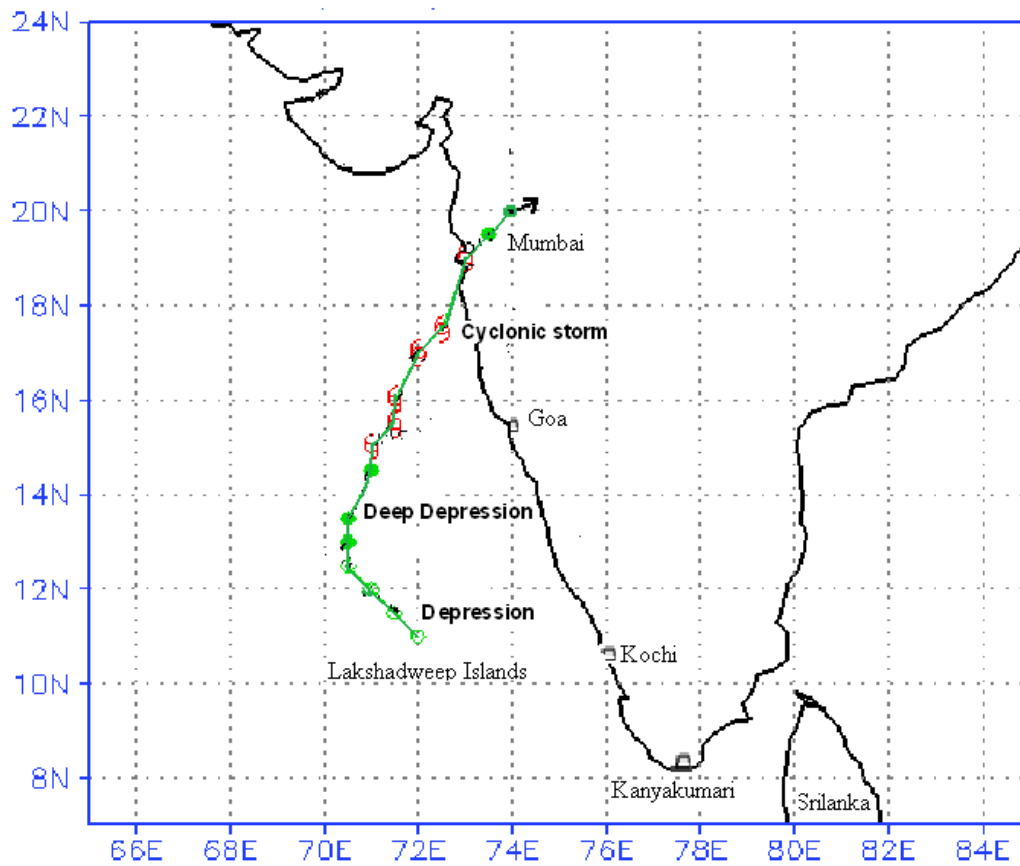 24N
22N
20N
Mumbai
18N
Cyclonic storm
16N
Goa
14N
Deep Depression
12N
Depression
Kochi
Lakshadweep Islands
10N
8N
Kanyakumari
Srilanka
66E 68E 70E 72E 74E 76E 78E 80E 82E 84E